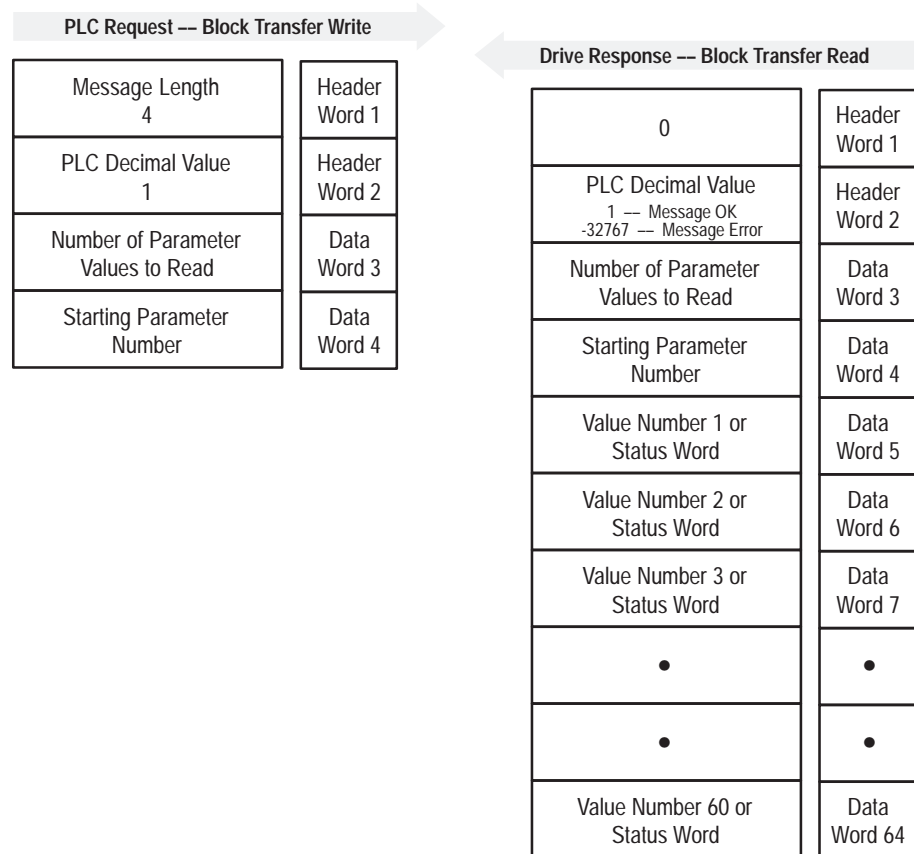 PLC Request –– Block Transfer Write
Message Length
4
Header
Word 1
PLC Decimal Value
1
Header
Word 2
Number of Parameter
Values to Read
Data
Word 3
Starting Parameter
Number
Data
Word 4
Drive Response –– Block Transfer Read
0
Header
Word 1
PLC Decimal Value
1 –– Message OK
-32767 –– Message Error
Header
Word 2
Number of Parameter
Values to Read
Data
Word 3
Starting Parameter
Number
Data
Word 4
Value Number 1 or
Status Word
Data
Word 5
Value Number 2 or
Status Word
Data
Word 6
Value Number 3 or
Status Word
Data
Word 7
Value Number 60 or
Status Word
Data
Word 64